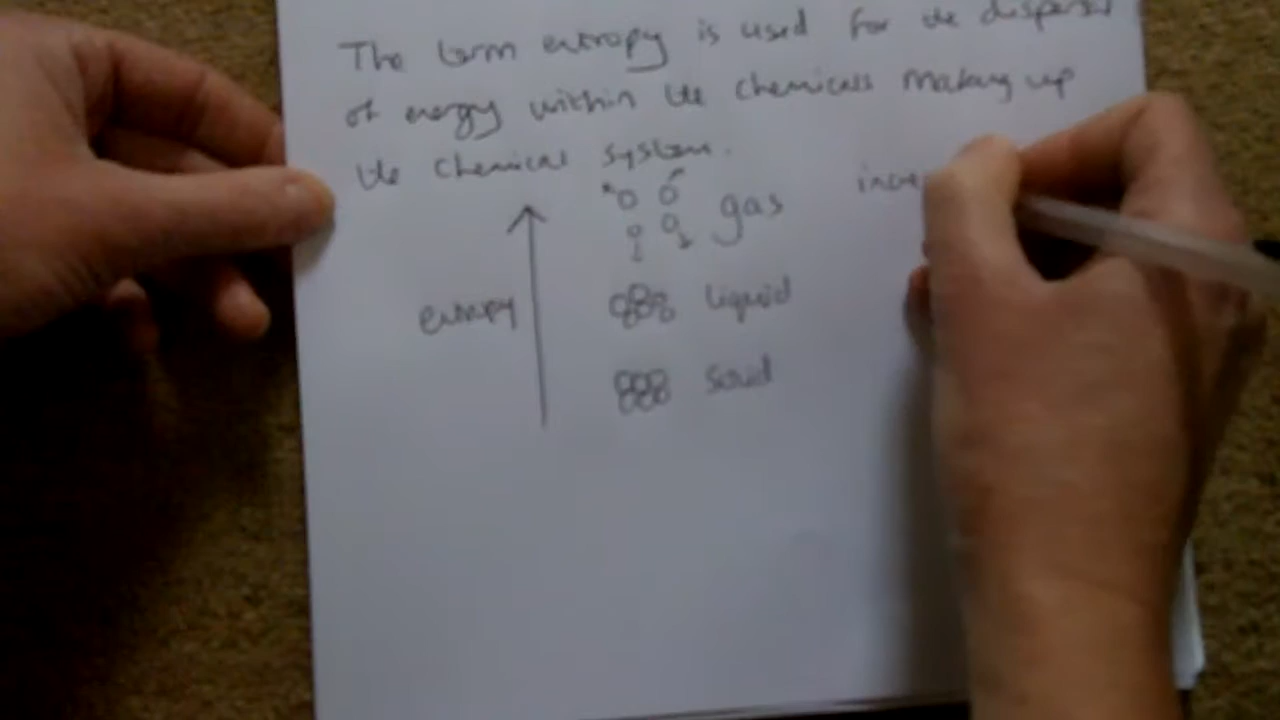 The term entropy is used for the dispersal
of energy within the chemicals making up
the chemical system.
gas
incre
entropy
liquid
solid